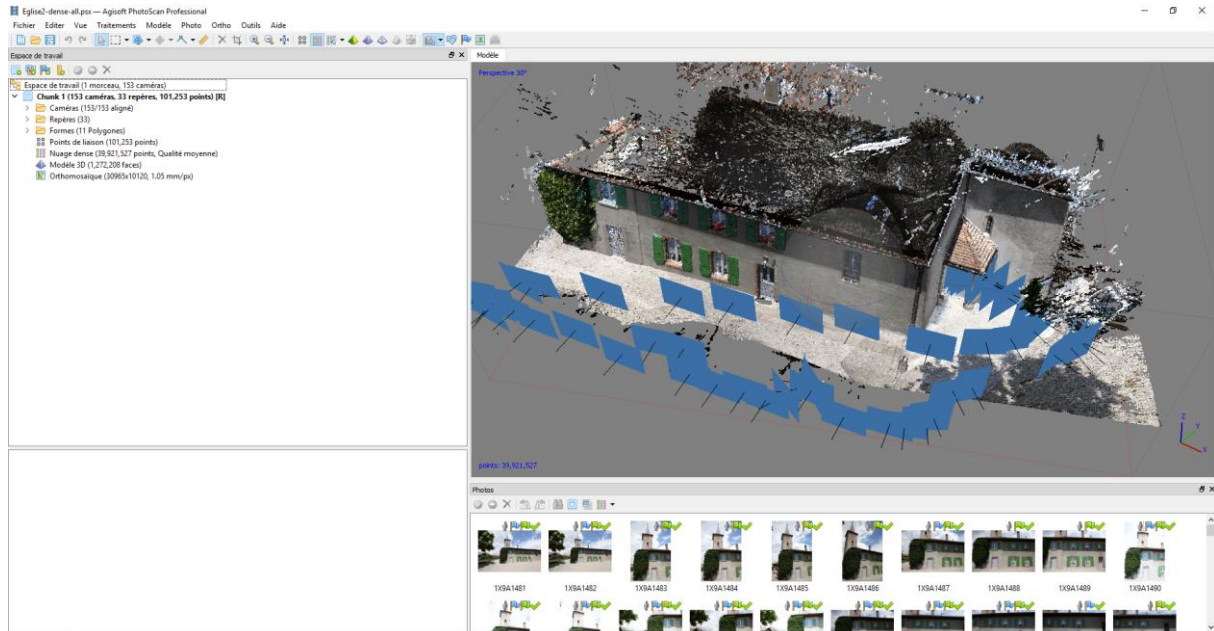 Eglise2-dense-all.psx — Agisoft PhotoScan Professional
Fichier Editer Vue Traitements Modèle Photo Ortho Outils Aide
Espace de travail
Espace de travail (1 morceau, 153 caméras)
Chunk 1 (153 caméras, 33 repères, 101,253 points) [R]
Caméras (153/153 aligné)
Repères (33)
Formes (11 Polygones)
Points de liaison (101,253 points)
Nuage dense (39,921,527 points, Qualité moyenne)
Modèle 3D (1,272,208 faces)
Orthomosaïque (30965x10120, 1.05 mm/px)
Modèle
Perspective 30°
Z
Y
X
points: 39,921,527
Photos
1X9A1481 1X9A1482 1X9A1483 1X9A1484 1X9A1485 1X9A1486 1X9A1487 1X9A1488 1X9A1489 1X9A1490